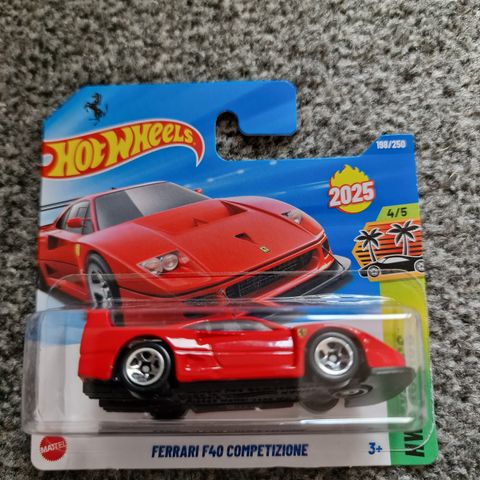 HOT WHEELS
198/250
2025
4/5
MATTEL
FERRARI F40 COMPETIZIONE
3+